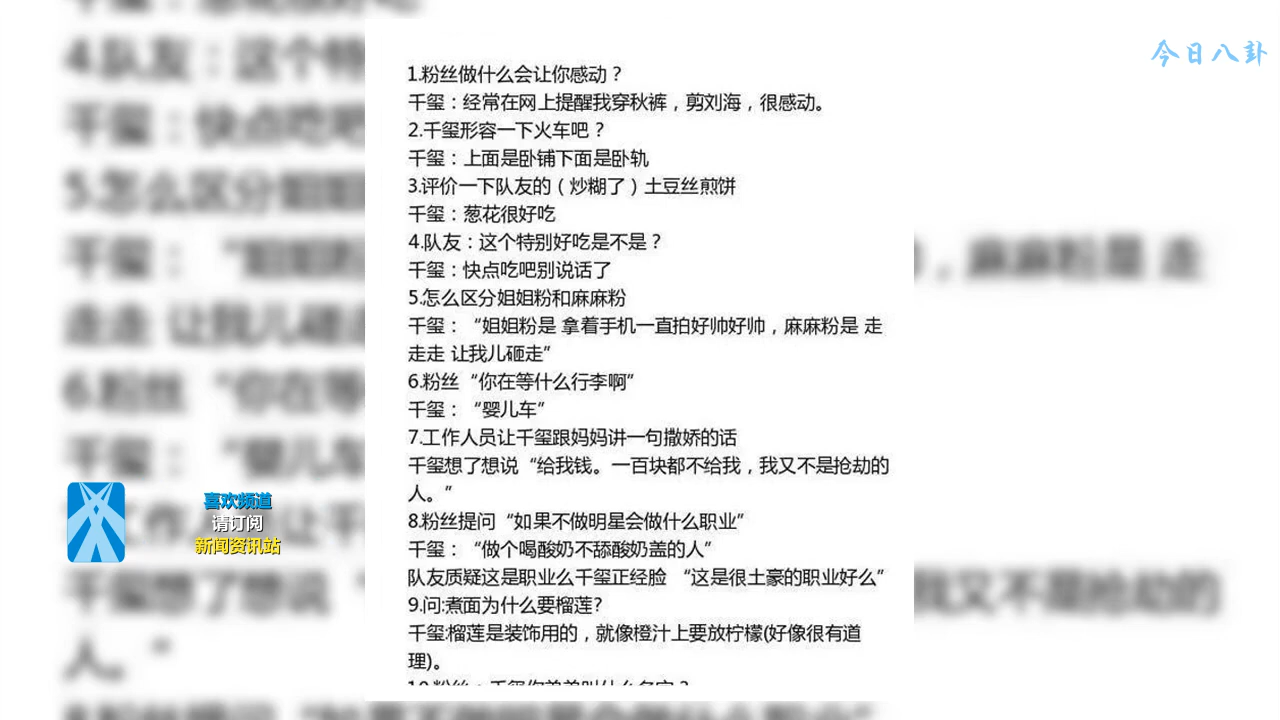 今日八卦
1.粉丝做什么会让你感动？
千玺：经常在网上提醒我穿秋裤，剪刘海，很感动。
2.千玺形容一下火车吧？
千玺：上面是卧铺下面是卧轨
3.评价一下队友的（炒糊了）土豆丝煎饼
千玺：葱花很好吃
4.队友：这个特别好吃是不是？
千玺：快点吃吧别说话了
5.怎么区分姐姐粉和麻麻粉
千玺：“姐姐粉是 拿着手机一直拍好帅好帅，麻麻粉是 走
走走 让我儿砸走”
6.粉丝“你在等什么行李啊”
千玺：“婴儿车”
7.工作人员让千玺跟妈妈讲一句撒娇的话
千玺想了想说“给我钱。一百块都不给我，我又不是抢劫的
人。”
8.粉丝提问“如果不做明星会做什么职业”
千玺：“做个喝酸奶不舔酸奶盖的人”
队友质疑这是职业么千玺正经脸 “这是很土豪的职业好么”
9.问:煮面为什么要榴莲?
千玺:榴莲是装饰用的，就像橙汁上要放柠檬(好像很有道
理)。
喜欢频道
请订阅
新闻资讯站